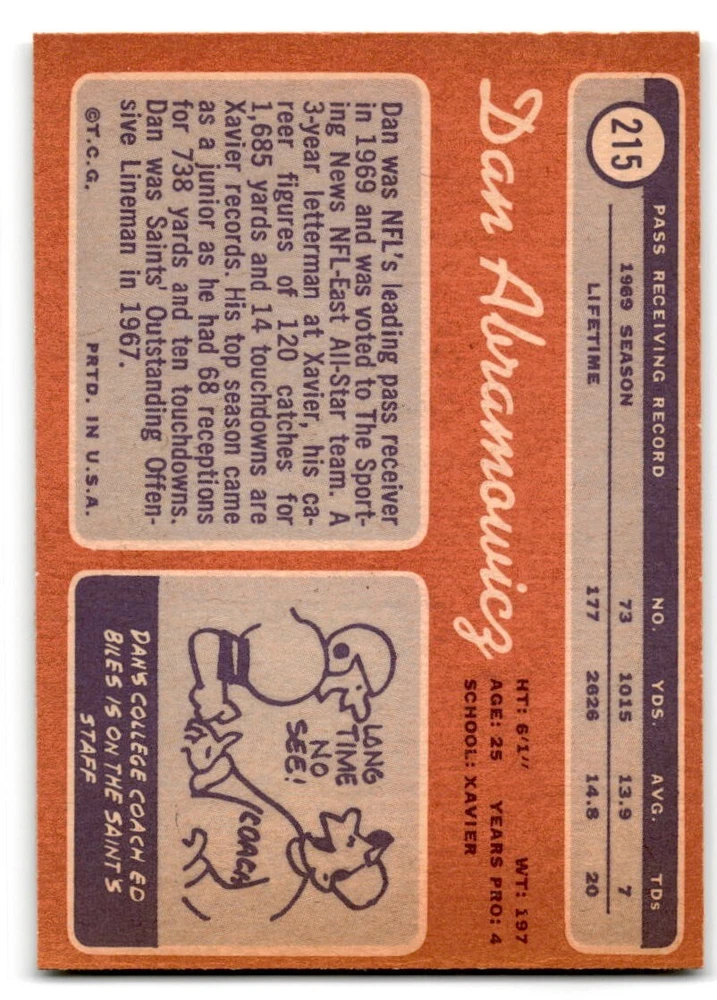 215
PASS RECEIVING RECORD NO. YDS. AVG. TDs
1969 SEASON 73 1015 13.9 7
LIFETIME 177 2626 14.8 20
Dan Abramowicz
HT: 6'1" WT: 197
AGE: 25 YEARS PRO: 4
SCHOOL: XAVIER
Dan was NFL's leading pass receiver
in 1969 and was voted to The Sport-
ing News NFL-East All-Star team. A
3-year letterman at Xavier, his ca-
reer figures of 120 catches for
1,685 yards and 14 touchdowns are
Xavier records. His top season came
as a junior as he had 68 receptions
for 738 yards and ten touchdowns.
Dan was Saints' Outstanding Offen-
sive Lineman in 1967.
©T.C.G. PRTD. IN U.S.A.
LONG
TIME
NO
SEE!
COACH
DAN'S COLLEGE COACH ED
BILES IS ON THE SAINTS
STAFF